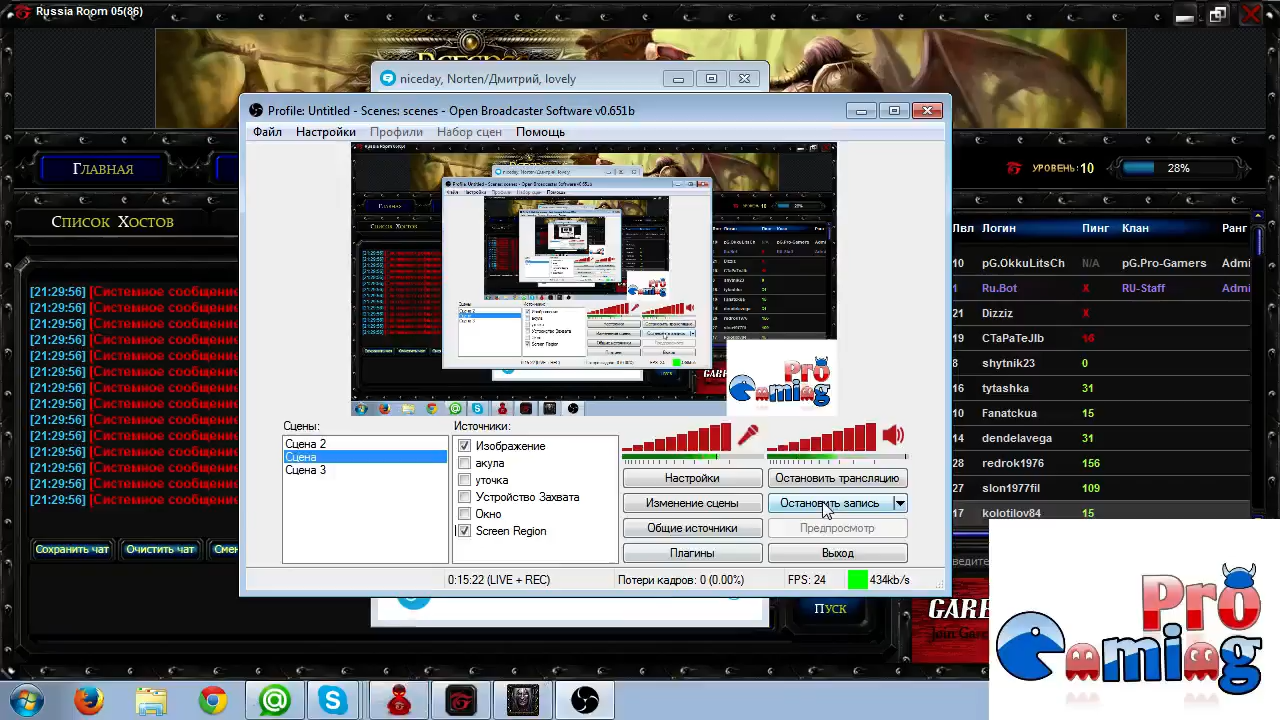 Russia Room 05(86)
niceday, Norten/Дмитрий, lovely
Profile: Untitled - Scenes: scenes - Open Broadcaster Software v0.651b
Файл Настройки Профили Набор сцен Помощь
Главная
Список Хостов
Уровень:10 28%
Лвл Логин Пинг Клан Ранг
10 pG.OkkuLitsCh N/A pG.Pro-Gamers Admi
1 Ru.Bot X RU-Staff
21 Dizziz X
19 CTaPaTeJIb 16
8 shytnik23 0
16 tytashka 31
10 Fanatckua 15
14 dendelavega 31
28 redrok1976 156
27 slon1977fil 109
17 kolotilov84 15
[21:29:56] [Системное сообщение
[21:29:56] [Системное сообщение
[21:29:56] [Системное сообщение
[21:29:56] [Системное сообщение
[21:29:56] [Системное сообщение
[21:29:56] [Системное сообщение
[21:29:56] [Системное сообщение
[21:29:56] [Системное сообщение
[21:29:56] [Системное сообщение
[21:29:56] [Системное сообщение
[21:29:56] [Системное сообщение
[21:29:56] [Системное сообщение
[21:29:56] [Системное сообщение
[21:29:56] [Системное сообщение
Сохранить чат Очистить чат Смен
Сцены:
Сцена 2
Сцена
Сцена 3
Источники:
Изображение
акула
уточка
Устройство Захвата
Окно
Screen Region
Настройки Остановить трансляцию
Изменение сцены Остановить запись
Общие источники Предпросмотр
Плагины Выход
0:15:22 (LIVE + REC) Потери кадров: 0 (0.00%) FPS: 24 434kb/s
Пуск
Pro
Gaming